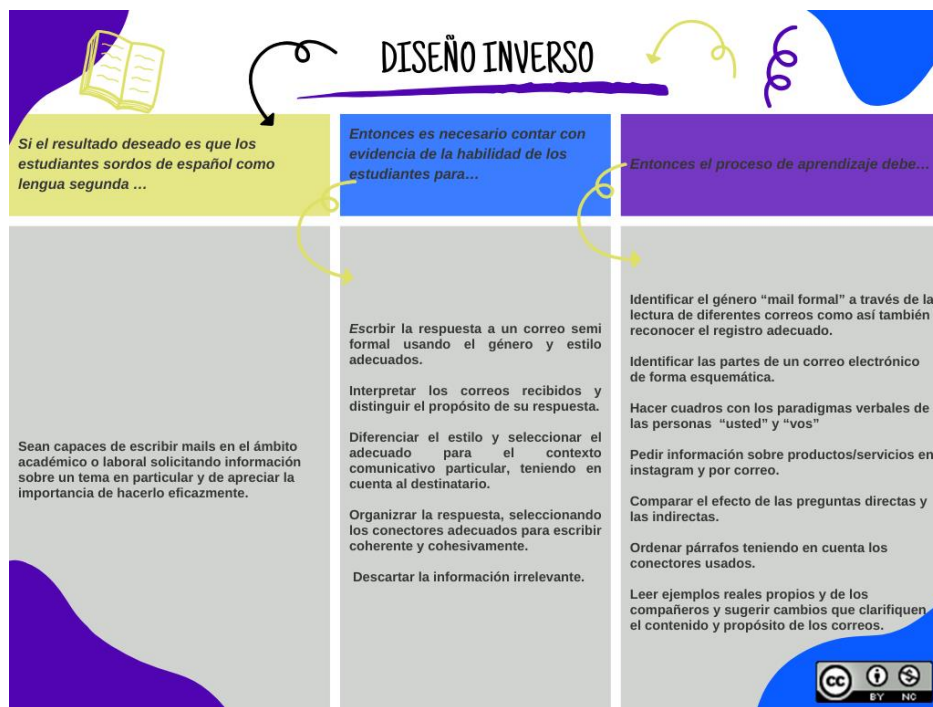 DISEÑO INVERSO
Si el resultado deseado es que los
estudiantes sordos de español como
lengua segunda …
Entonces es necesario contar con
evidencia de la habilidad de los
estudiantes para…
Entonces el proceso de aprendizaje debe…
Sean capaces de escribir mails en el ámbito
académico o laboral solicitando información
sobre un tema en particular y de apreciar la
importancia de hacerlo eficazmente.
Escrbir la respuesta a un correo semi
formal usando el género y estilo
adecuados.
Interpretar los correos recibidos y
distinguir el propósito de su respuesta.
Diferenciar el estilo y seleccionar el
adecuado para el contexto
comunicativo particular, teniendo en
cuenta al destinatario.
Organizrar la respuesta, seleccionando
los conectores adecuados para escribir
coherente y cohesivamente.
Descartar la información irrelevante.
Identificar el género “mail formal” a través de la
lectura de diferentes correos como así también
reconocer el registro adecuado.
Identificar las partes de un correo electrónico
de forma esquemática.
Hacer cuadros con los paradigmas verbales de
las personas “usted” y “vos”
Pedir información sobre productos/servicios en
instagram y por correo.
Comparar el efecto de las preguntas directas y
las indirectas.
Ordenar párrafos teniendo en cuenta los
conectores usados.
Leer ejemplos reales propios y de los
compañeros y sugerir cambios que clarifiquen
el contenido y propósito de los correos.
cc
BY NC